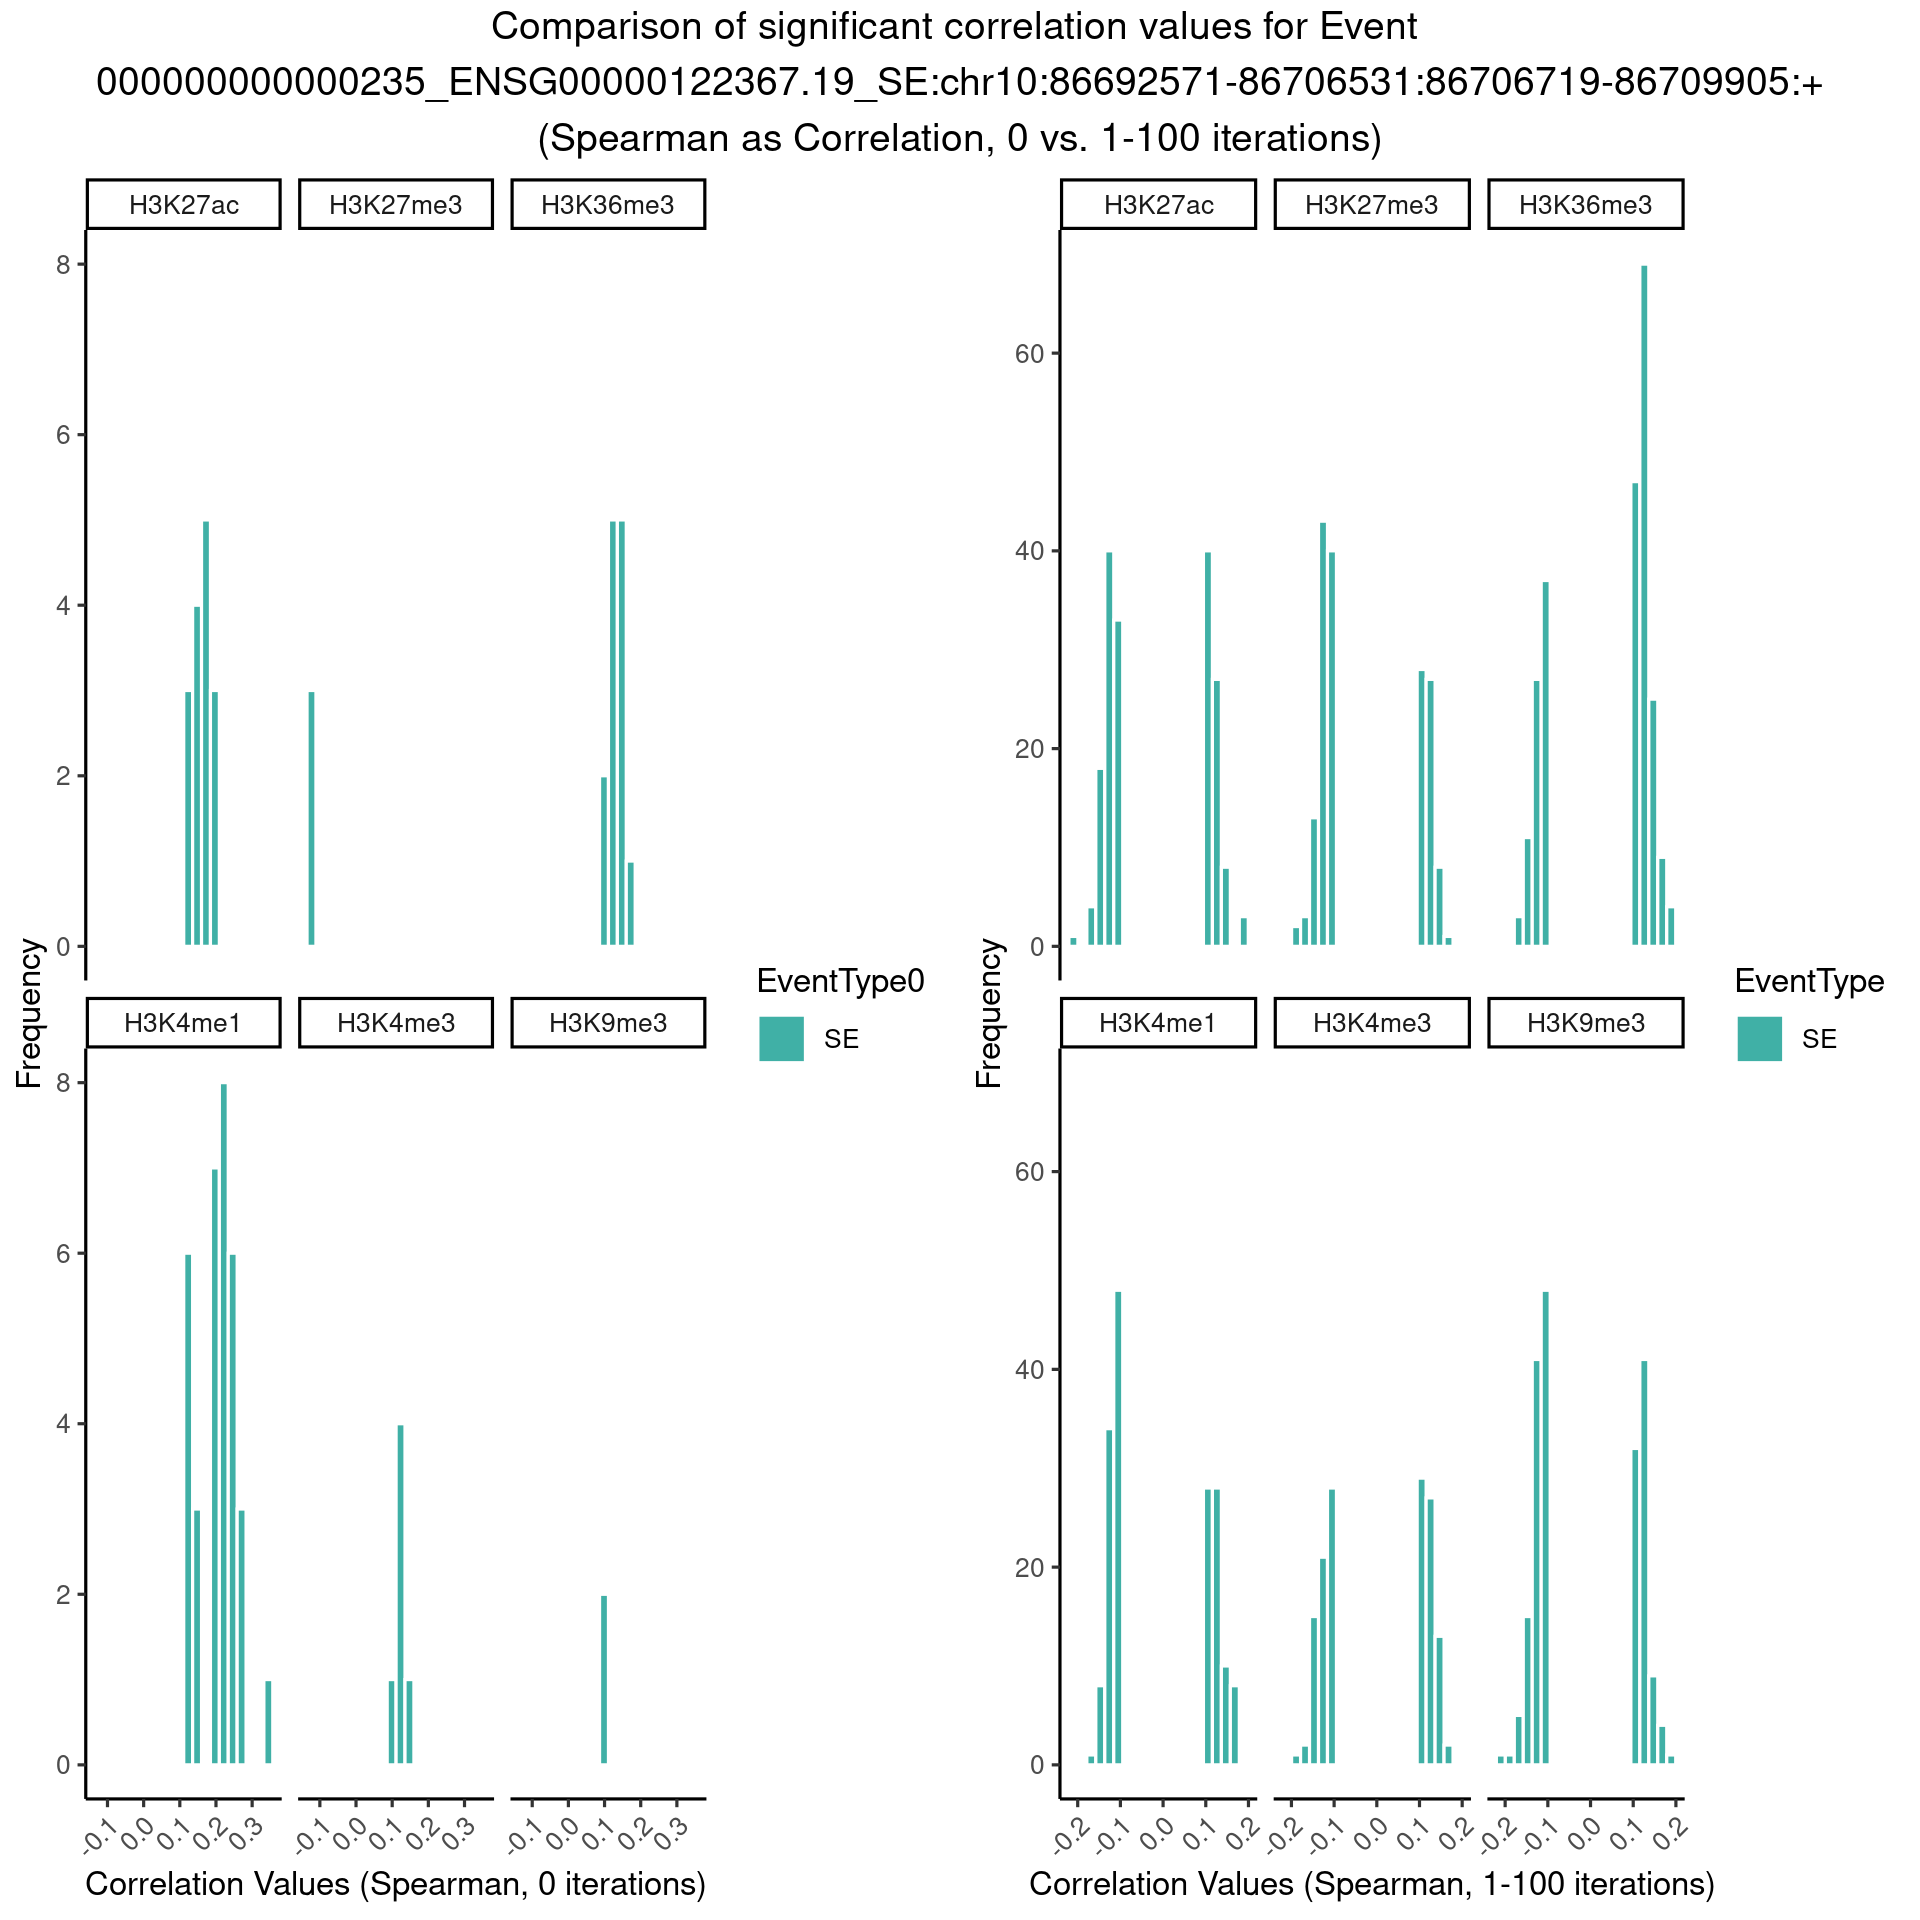 Comparison of significant correlation values for Event
000000000000235_ENSG00000122367.19_SE:chr10:86692571-86706531:86706719-86709905:+
(Spearman as Correlation, 0 vs. 1-100 iterations)
H3K27ac H3K27me3 H3K36me3
8
6
4
2
0
H3K4me1 H3K4me3 H3K9me3
8
6
4
2
0
-0.1 0.0 0.1 0.2 0.3 -0.1 0.0 0.1 0.2 0.3 -0.1 0.0 0.1 0.2 0.3
Correlation Values (Spearman, 0 iterations)
Frequency
EventType0
SE
H3K27ac H3K27me3 H3K36me3
60
40
20
0
H3K4me1 H3K4me3 H3K9me3
60
40
20
0
-0.2 -0.1 0.0 0.1 0.2 -0.2 -0.1 0.0 0.1 0.2 -0.2 -0.1 0.0 0.1 0.2
Correlation Values (Spearman, 1-100 iterations)
Frequency
EventType
SE